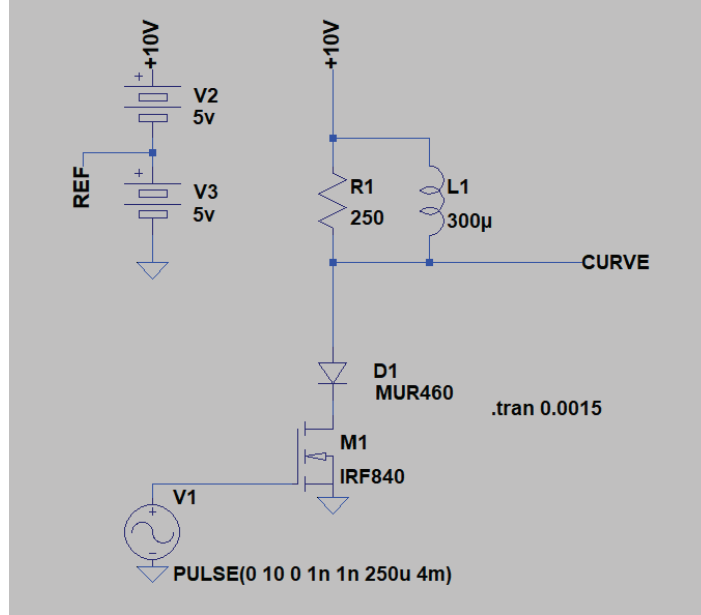 +10V
+10V
+
V2
5v
REF
+
V3
5v
R1
250
L1
300µ
CURVE
D1
MUR460
.tran 0.0015
M1
IRF840
V1
+
PULSE(0 10 0 1n 1n 250u 4m)